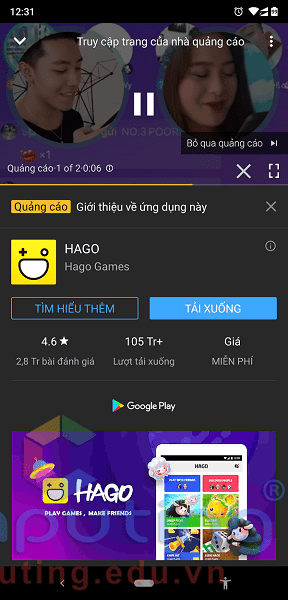 12:31
Truy cập trang của nhà quảng cáo
gửi NO.3 POOR
×1
Bỏ qua quảng cáo
Quảng cáo·1 of 2·0:06
Quảng cáo Giới thiệu về ứng dụng này
HAGO
Hago Games
TÌM HIỂU THÊM TẢI XUỐNG
4.6 ★ 105 Tr+ Giá
2,8 Tr bài đánh giá Lượt tải xuống MIỄN PHÍ
Google Play
HAGO
HAGO
PLAY GAMES, MAKE FRIENDS
®
mputing
uting.edu.vn